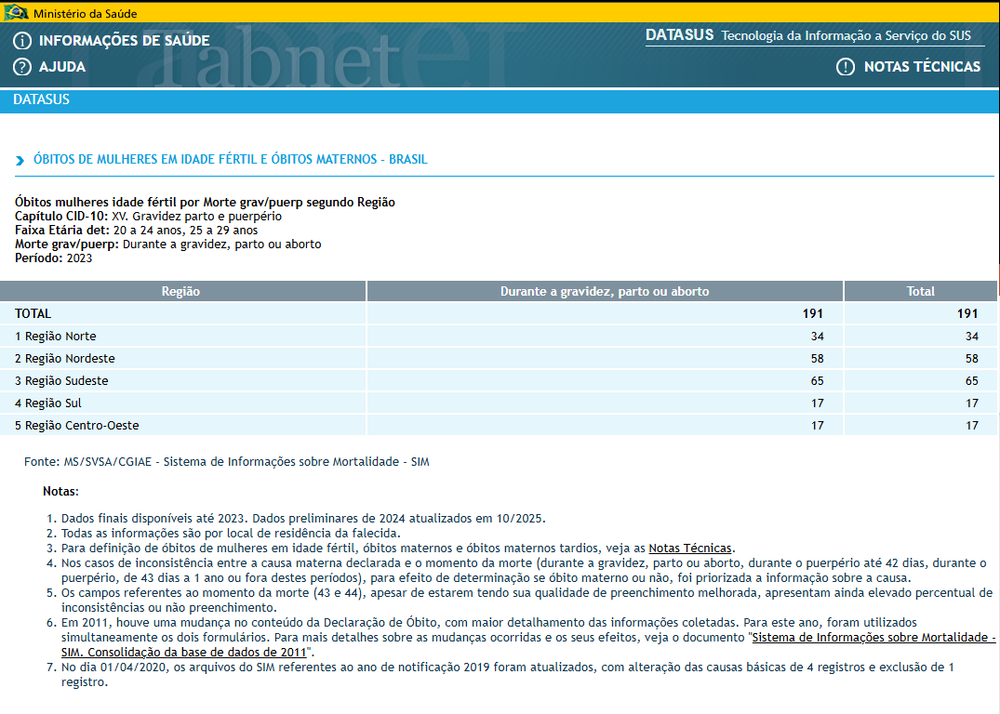 Ministério da Saúde
INFORMAÇÕES DE SAÚDE
DATASUS Tecnologia da Informação a Serviço do SUS
Tabnet
AJUDA
NOTAS TÉCNICAS
DATASUS
ÓBITOS DE MULHERES EM IDADE FÉRTIL E ÓBITOS MATERNOS - BRASIL
Óbitos mulheres idade fértil por Morte grav/puerp segundo Região
Capítulo CID-10: XV. Gravidez parto e puerpério
Faixa Etária det: 20 a 24 anos, 25 a 29 anos
Morte grav/puerp: Durante a gravidez, parto ou aborto
Período: 2023
Região Durante a gravidez, parto ou aborto Total
TOTAL 191 191
1 Região Norte 34 34
2 Região Nordeste 58 58
3 Região Sudeste 65 65
4 Região Sul 17 17
5 Região Centro-Oeste 17 17
Fonte: MS/SVSA/CGIAE - Sistema de Informações sobre Mortalidade - SIM
Notas:
1. Dados finais disponíveis até 2023. Dados preliminares de 2024 atualizados em 10/2025.
2. Todas as informações são por local de residência da falecida.
3. Para definição de óbitos de mulheres em idade fértil, óbitos maternos e óbitos maternos tardios, veja as Notas Técnicas.
4. Nos casos de inconsistência entre a causa materna declarada e o momento da morte (durante a gravidez, parto ou aborto, durante o puerpério até 42 dias, durante o
puerpério, de 43 dias a 1 ano ou fora destes períodos), para efeito de determinação se óbito materno ou não, foi priorizada a informação sobre a causa.
5. Os campos referentes ao momento da morte (43 e 44), apesar de estarem tendo sua qualidade de preenchimento melhorada, apresentam ainda elevado percentual de
inconsistências ou não preenchimento.
6. Em 2011, houve uma mudança no conteúdo da Declaração de Óbito, com maior detalhamento das informações coletadas. Para este ano, foram utilizados
simultaneamente os dois formulários. Para mais detalhes sobre as mudanças ocorridas e os seus efeitos, veja o documento "Sistema de Informações sobre Mortalidade -
SIM. Consolidação da base de dados de 2011".
7. No dia 01/04/2020, os arquivos do SIM referentes ao ano de notificação 2019 foram atualizados, com alteração das causas básicas de 4 registros e exclusão de 1
registro.